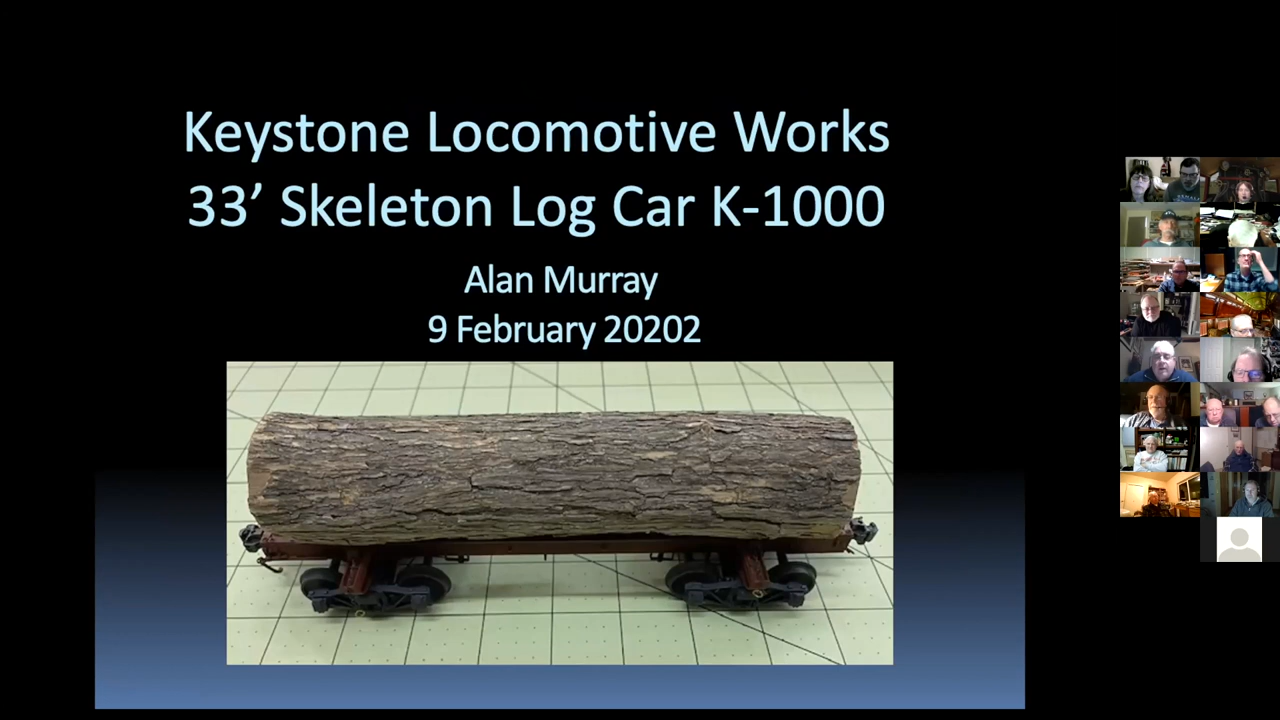 Keystone Locomotive Works
33’ Skeleton Log Car K-1000
Alan Murray
9 February 20202